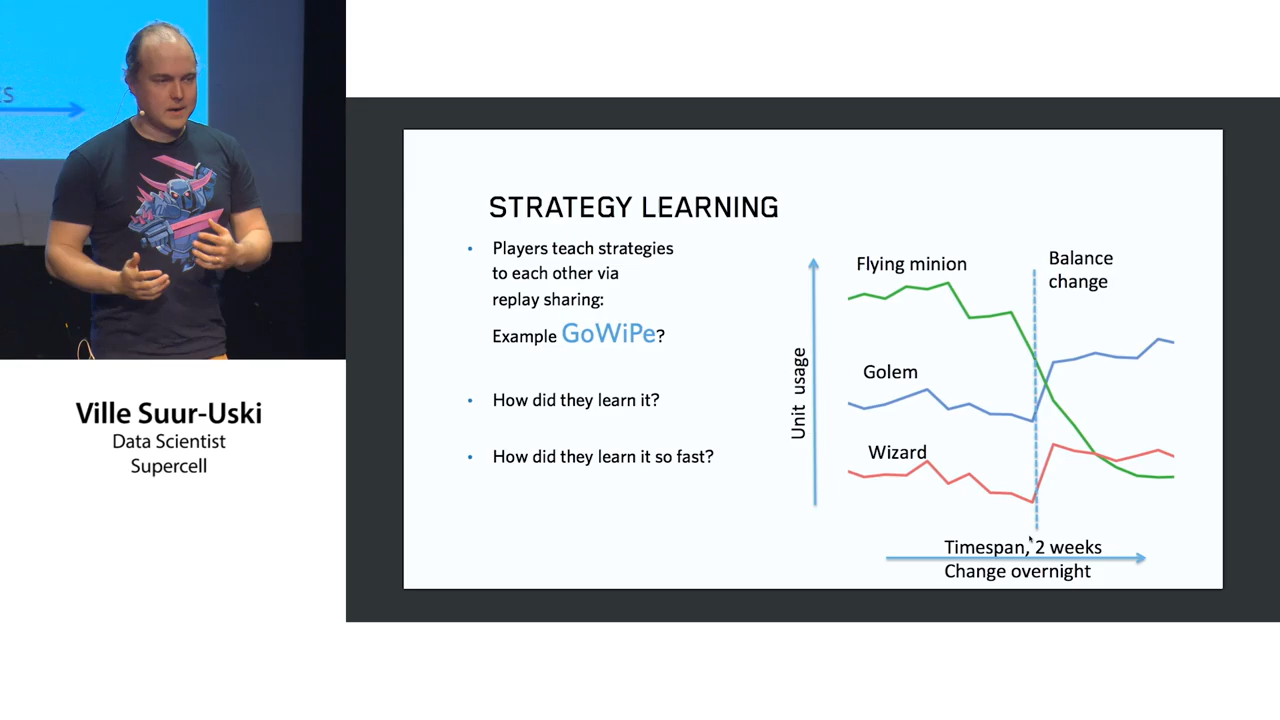 KS
Ville Suur-Uski
Data Scientist
Supercell
STRATEGY LEARNING
• Players teach strategies
to each other via
replay sharing:
Example GoWiPe?
• How did they learn it?
• How did they learn it so fast?
Flying minion
Balance
change
Golem
Wizard
Unit usage
Timespan, 2 weeks
Change overnight